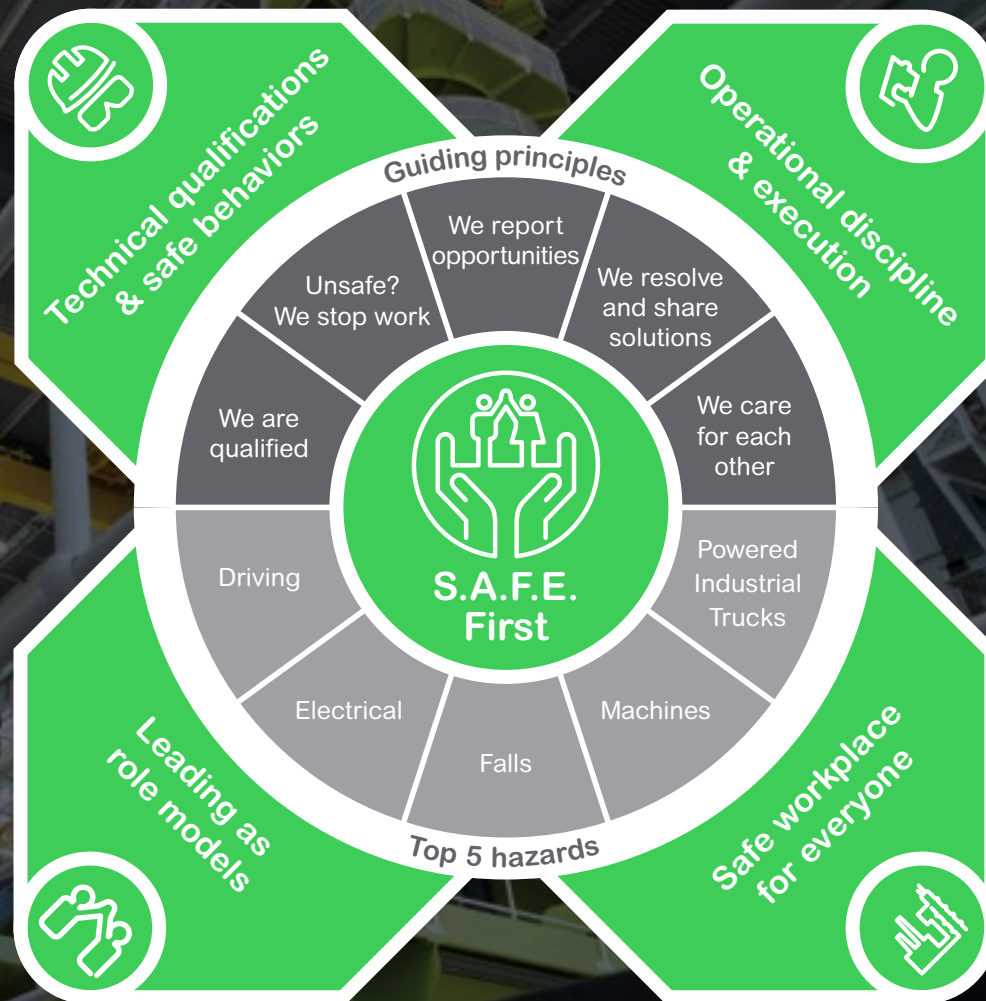 Technical qualifications
& safe behaviors
Operational discipline
& execution
Guiding principles
We are
qualified
Unsafe?
We stop work
We report
opportunities
We resolve
and share
solutions
We care
for each
other
S.A.F.E.
First
Driving
Electrical
Falls
Machines
Powered
Industrial
Trucks
Top 5 hazards
Leading as
role models
Safe workplace
for everyone